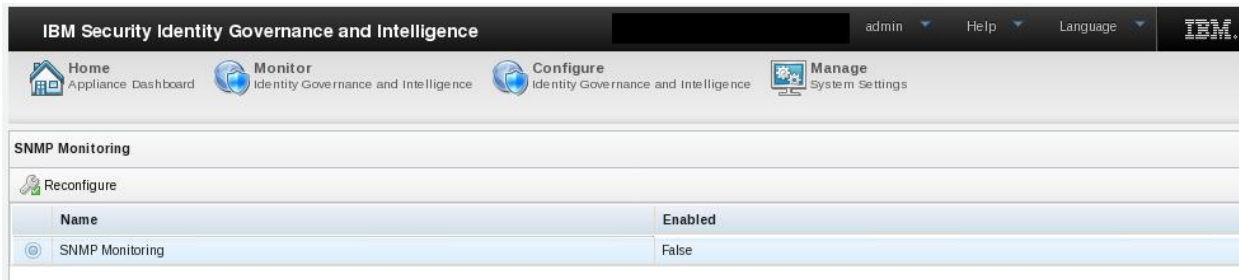 IBM Security Identity Governance and Intelligence admin Help Language IBM.
Home Monitor Configure Manage
Appliance Dashboard Identity Governance and Intelligence Identity Governance and Intelligence System Settings
SNMP Monitoring
Reconfigure
Name Enabled
SNMP Monitoring False